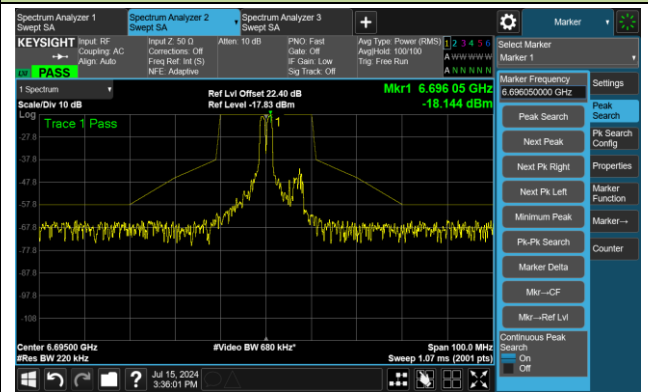 Spectrum Analyzer 1
Swept SA
Spectrum Analyzer 2
Swept SA
Spectrum Analyzer 3
Swept SA
Marker
KEYSIGHT
Input: RF
Coupling: AC
Align: Auto
Input Z: 50 Ω
Corrections: Off
Freq Ref: Int (S)
NFE: Adaptive
Atten: 10 dB
PNO: Fast
Gate: Off
IF Gain: Low
Sig Track: Off
Avg Type: Power (RMS)
Avg|Hold: 100/100
Trig: Free Run
1 2 3 4 5 6
A W W W W W
A N N N N N
PASS
Select Marker
Marker 1
1 Spectrum
Scale/Div 10 dB
Ref Lvl Offset 22.40 dB
Ref Level -17.83 dBm
Mkr1 6.696 05 GHz
-18.144 dBm
Log
Trace 1 Pass
1
-27.8
-37.8
-47.8
-57.8
-67.8
-77.8
-87.8
-97.8
-108
Center 6.69500 GHz
#Res BW 220 kHz
#Video BW 680 kHz*
Span 100.0 MHz
Sweep 1.07 ms (2001 pts)
Marker Frequency
6.696050000 GHz
Peak Search
Next Peak
Next Pk Right
Next Pk Left
Minimum Peak
Pk-Pk Search
Marker Delta
Mkr→CF
Mkr→Ref Lvl
Continuous Peak
Search
On
Off
Settings
Peak
Search
Pk Search
Config
Properties
Marker
Function
Marker→
Counter
Jul 15, 2024
3:36:01 PM